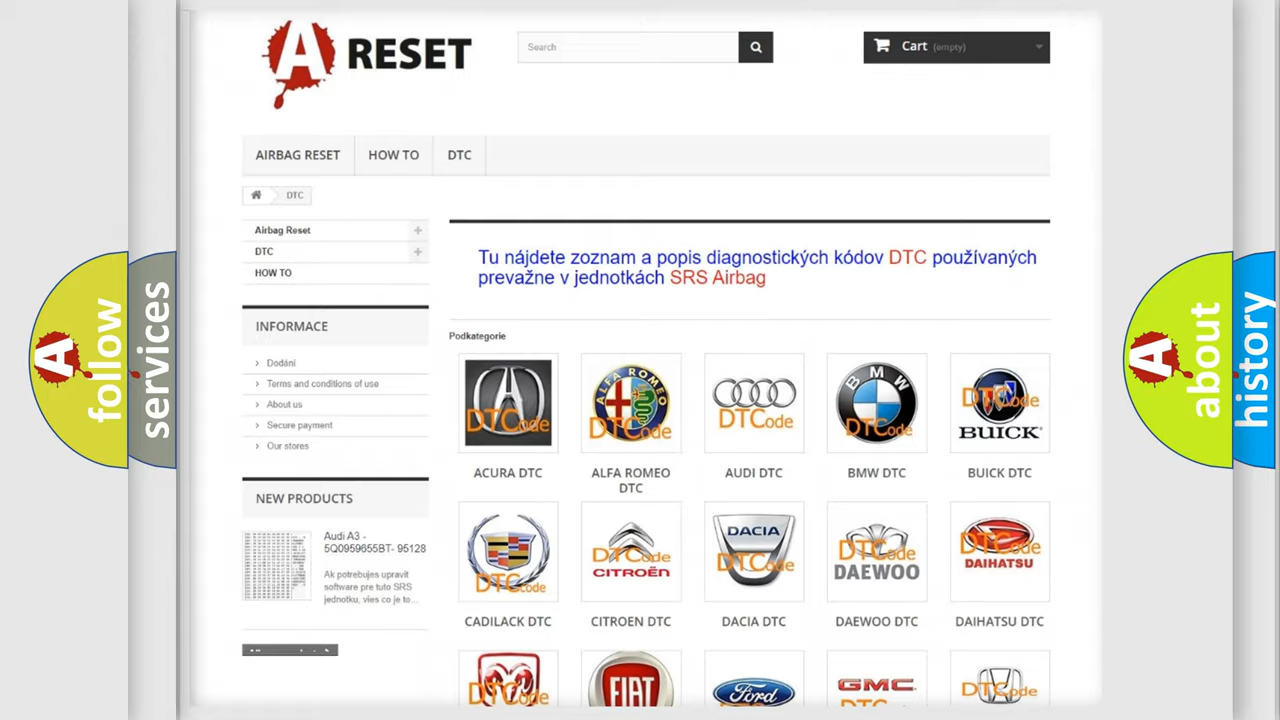 A RESET
Search
Cart (empty)
AIRBAG RESET
HOW TO
DTC
DTC
Airbag Reset
DTC
HOW TO
INFORMACE
Dodání
Terms and conditions of use
About us
Secure payment
Our stores
NEW PRODUCTS
Audi A3 -
5Q0959655BT- 95128
Ak potrebujes upravit
software pre tuto SRS
jednotku, vies co je to...
Tu nájdete zoznam a popis diagnostických kódov DTC používaných
prevažne v jednotkách SRS Airbag
Podkategorie
DTCode
ALFA ROMEO
DTCode
DTCode
BMW
DTCode
DTCode
BUICK
ACURA DTC
ALFA ROMEO
DTC
AUDI DTC
BMW DTC
BUICK DTC
DTCode
DTCode
CITROËN
DACIA
DTCode
DTCode
DAEWOO
DTCode
DAIHATSU
CADILACK DTC
CITROEN DTC
DACIA DTC
DAEWOO DTC
DAIHATSU DTC
DTCode
FIAT
Ford
GMC
DTCode
A
follow
services
A
about
history